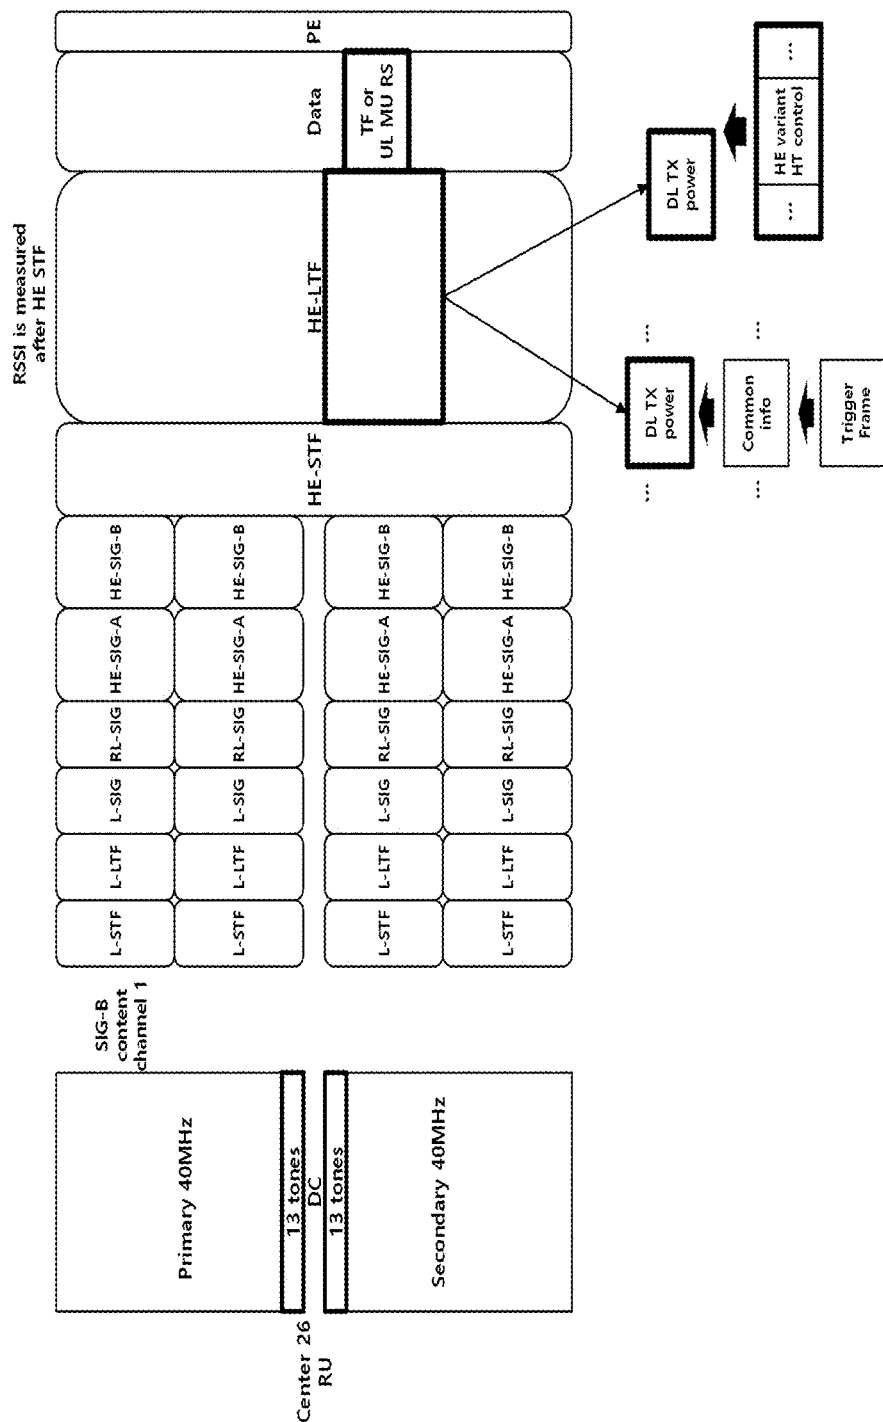 RSSI is measured
after HE STF
Center 26
RU
Primary 40MHz
13 tones
DC
13 tones
Secondary 40MHz
SIG-B
content
channel 1
L-STF
L-LTF
L-SIG
RL-SIG
HE-SIG-A
HE-SIG-B
L-STF
L-LTF
L-SIG
RL-SIG
HE-SIG-A
HE-SIG-B
L-STF
L-LTF
L-SIG
RL-SIG
HE-SIG-A
HE-SIG-B
L-STF
L-LTF
L-SIG
RL-SIG
HE-SIG-A
HE-SIG-B
HE-STF
HE-LTF
Data
PE
TF or
UL MU RS
...
DL TX
power
...
DL TX
power
...
Common
info
...
...
HE variant
HT control
...
Trigger
Frame